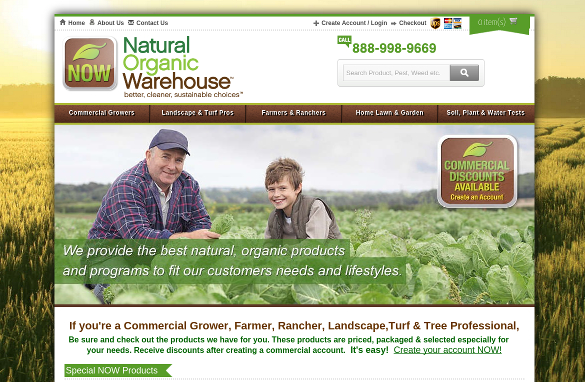 Home About Us Contact Us Create Account / Login Checkout 0 item(s)
NOW
Natural
Organic
Warehouse™
better, cleaner, sustainable choices™
CALL
888-998-9669
Search Product, Pest, Weed etc.
Commercial Growers Landscape & Turf Pros Farmers & Ranchers Home Lawn & Garden Soil, Plant & Water Tests
COMMERCIAL
DISCOUNTS
AVAILABLE
Create an Account
We provide the best natural, organic products
and programs to fit our customers needs and lifestyles.
If you're a Commercial Grower, Farmer, Rancher, Landscape,Turf & Tree Professional,
Be sure and check out the products we have for you. These products are priced, packaged & selected especially for
your needs. Receive discounts after creating a commercial account. It's easy! Create your account NOW!
Special NOW Products